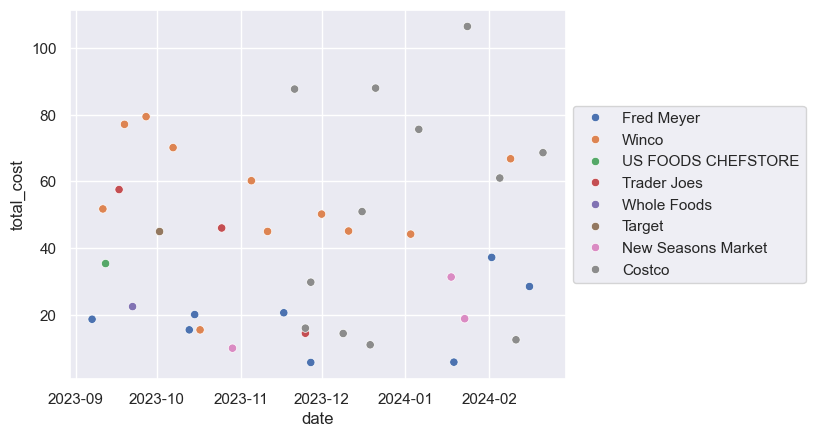 100
80
60
40
20
total_cost
2023-09 2023-10 2023-11 2023-12 2024-01 2024-02
date
Fred Meyer
Winco
US FOODS CHEFSTORE
Trader Joes
Whole Foods
Target
New Seasons Market
Costco